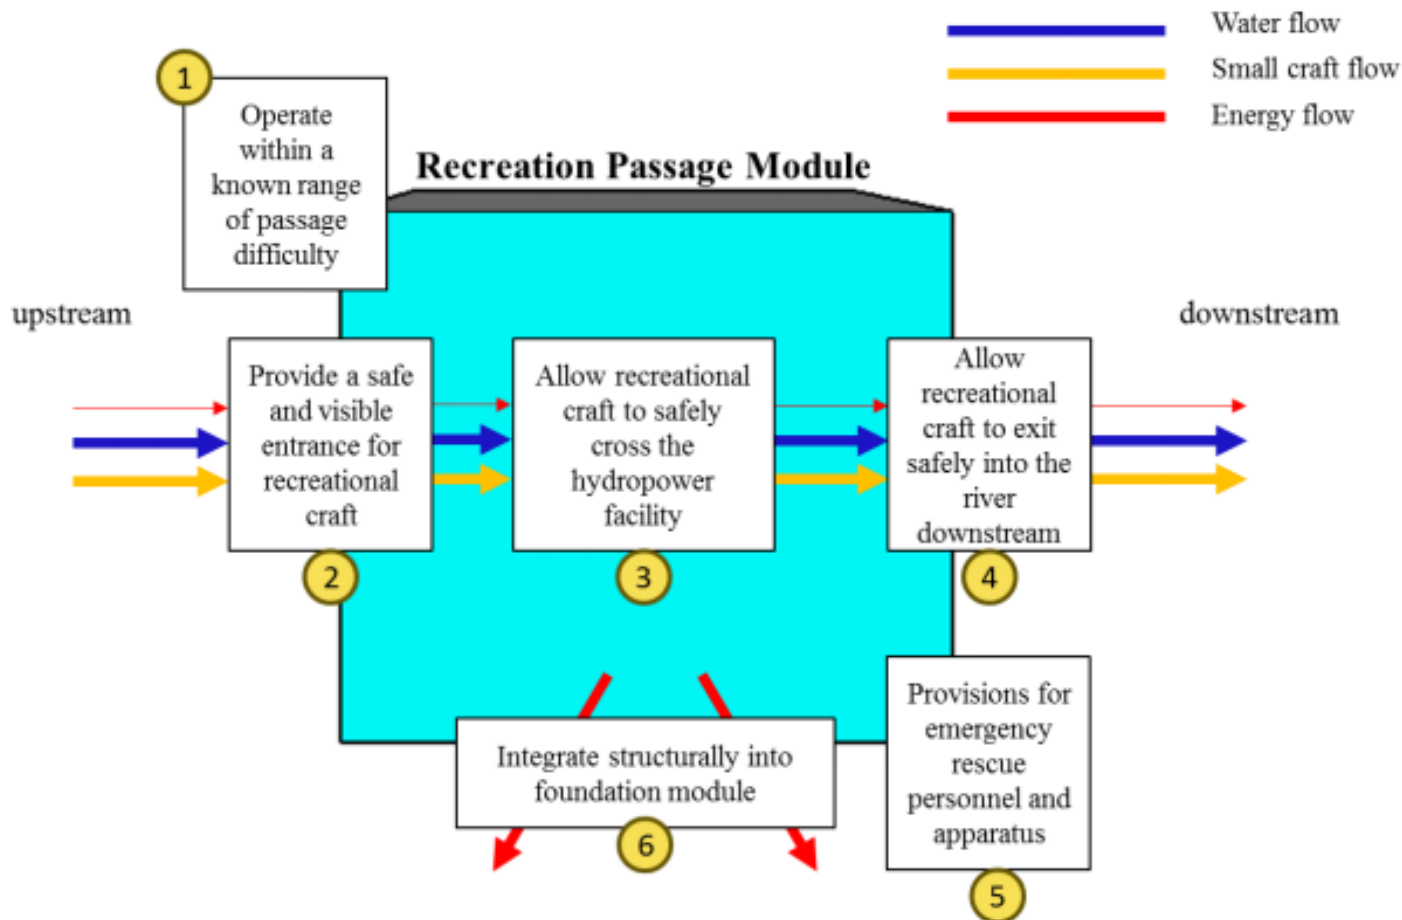 Water flow
Small craft flow
Energy flow
1
Operate
within a
known range
of passage
difficulty
Recreation Passage Module
upstream
downstream
Provide a safe
and visible
entrance for
recreational
craft
2
Allow recreational
craft to safely
cross the
hydropower
facility
3
Allow
recreational
craft to exit
safely into the
river
downstream
4
Provisions for
emergency
rescue
personnel and
apparatus
5
Integrate structurally into
foundation module
6